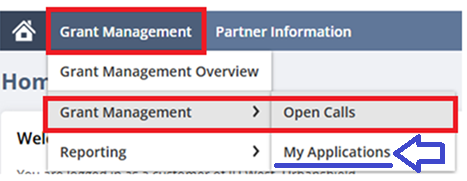 Grant Management Partner Information
Hom
Grant Management Overview
Grant Management > Open Calls
Wel
Reporting > My Applications
You are logged in as a customer of